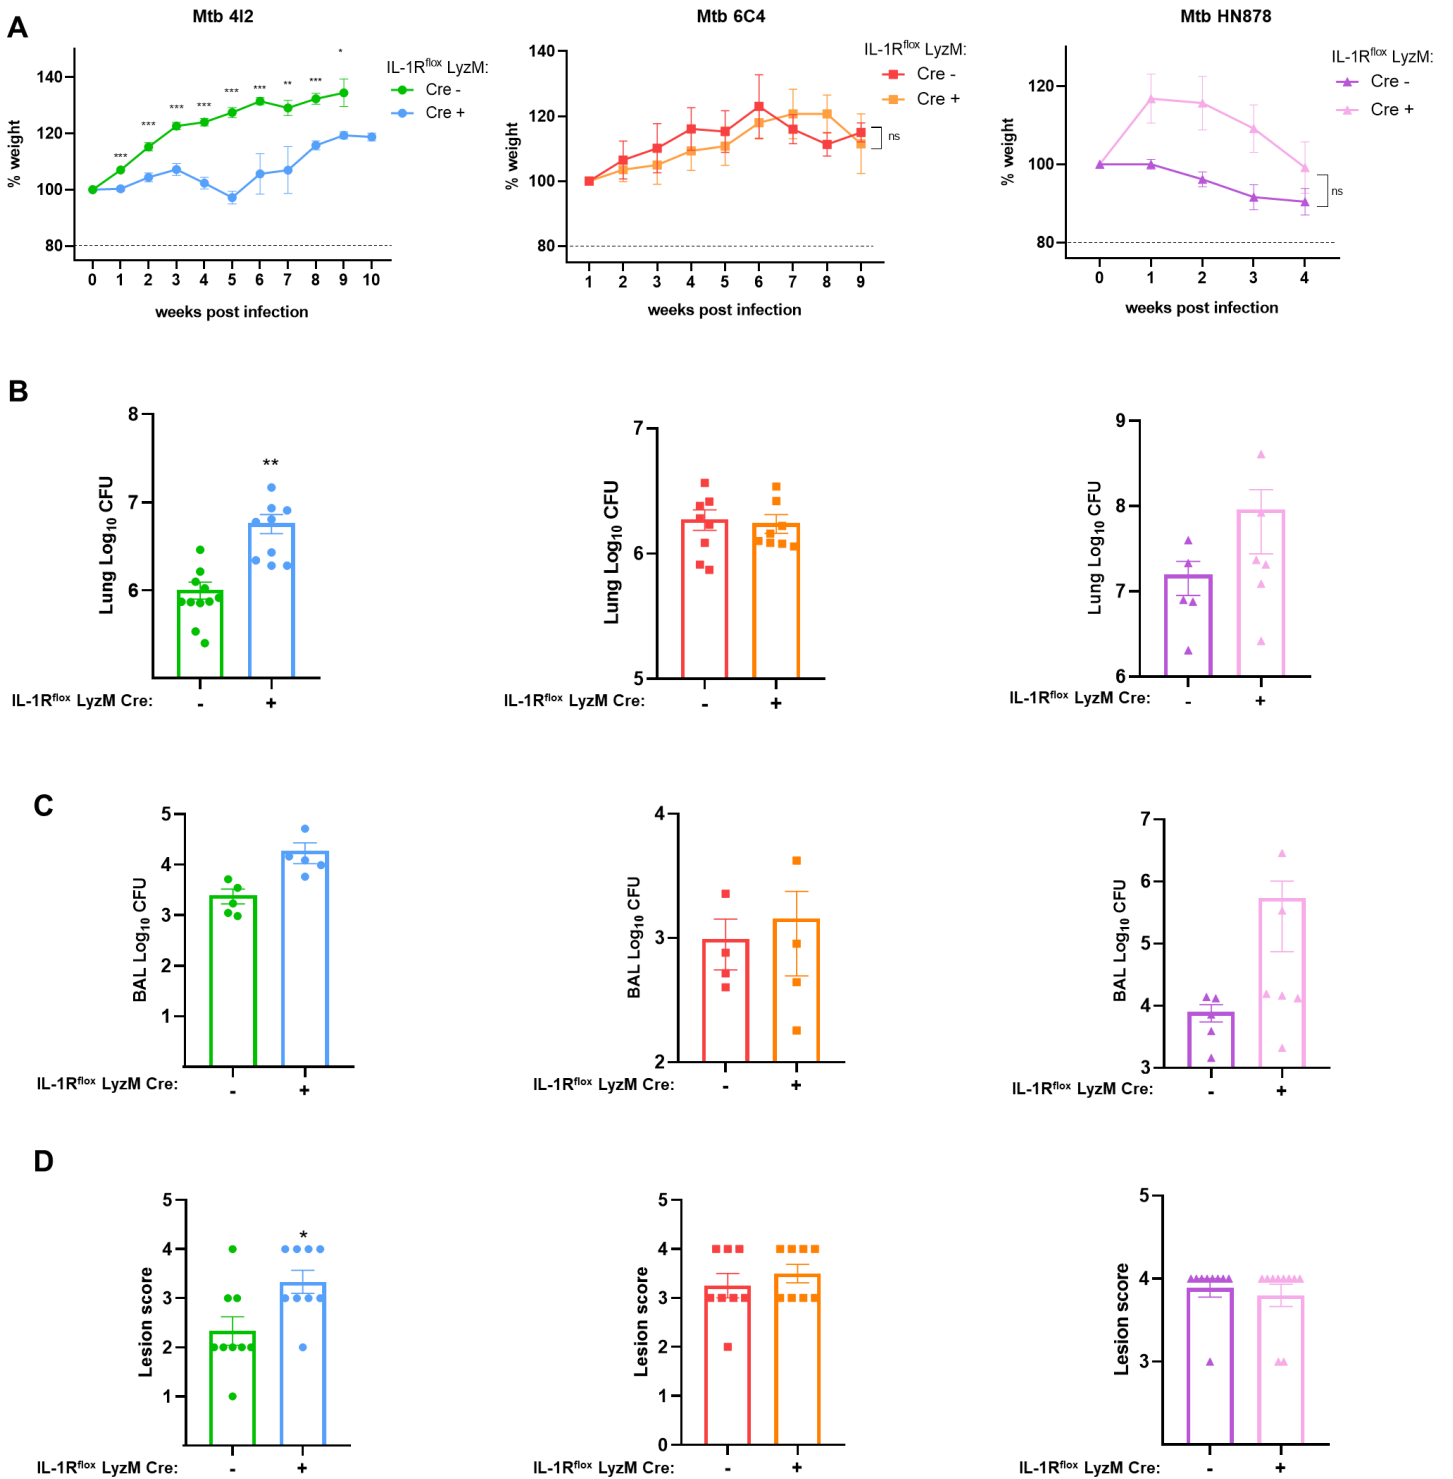 A
Mtb 4I2
% weight
140
120
100
80
*** *** *** *** *** *** ** *** *
0 1 2 3 4 5 6 7 8 9 10
weeks post infection
IL-1Rflox LyzM:
Cre -
Cre +
Mtb 6C4
% weight
140
120
100
80
1 2 3 4 5 6 7 8 9
weeks post infection
IL-1Rflox LyzM:
Cre -
Cre +
ns
Mtb HN878
% weight
120
100
80
0 1 2 3 4
weeks post infection
IL-1Rflox LyzM:
Cre -
Cre +
ns
B
Lung Log10 CFU
8
7
6
**
IL-1Rflox LyzM Cre: - +
Lung Log10 CFU
7
6
5
IL-1Rflox LyzM Cre: - +
Lung Log10 CFU
9
8
7
6
IL-1Rflox LyzM Cre: - +
C
BAL Log10 CFU
5
4
3
2
1
IL-1Rflox LyzM Cre: - +
BAL Log10 CFU
4
3
2
IL-1Rflox LyzM Cre: - +
BAL Log10 CFU
7
6
5
4
3
IL-1Rflox LyzM Cre: - +
D
Lesion score
5
4
3
2
1
*
IL-1Rflox LyzM Cre: - +
Lesion score
5
4
3
2
1
0
IL-1Rflox LyzM Cre: - +
Lesion score
5
4
3
IL-1Rflox LyzM Cre: - +